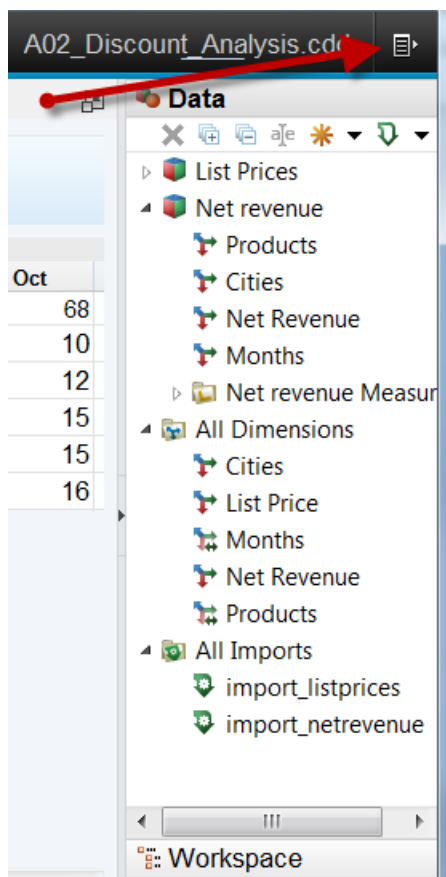 A02_Discount_Analysis.cdd
Data
List Prices
Net revenue
Products
Cities
Net Revenue
Months
Net revenue Measur
All Dimensions
Cities
List Price
Months
Net Revenue
Products
All Imports
import_listprices
import_netrevenue
Workspace
Oct
68
10
12
15
15
16